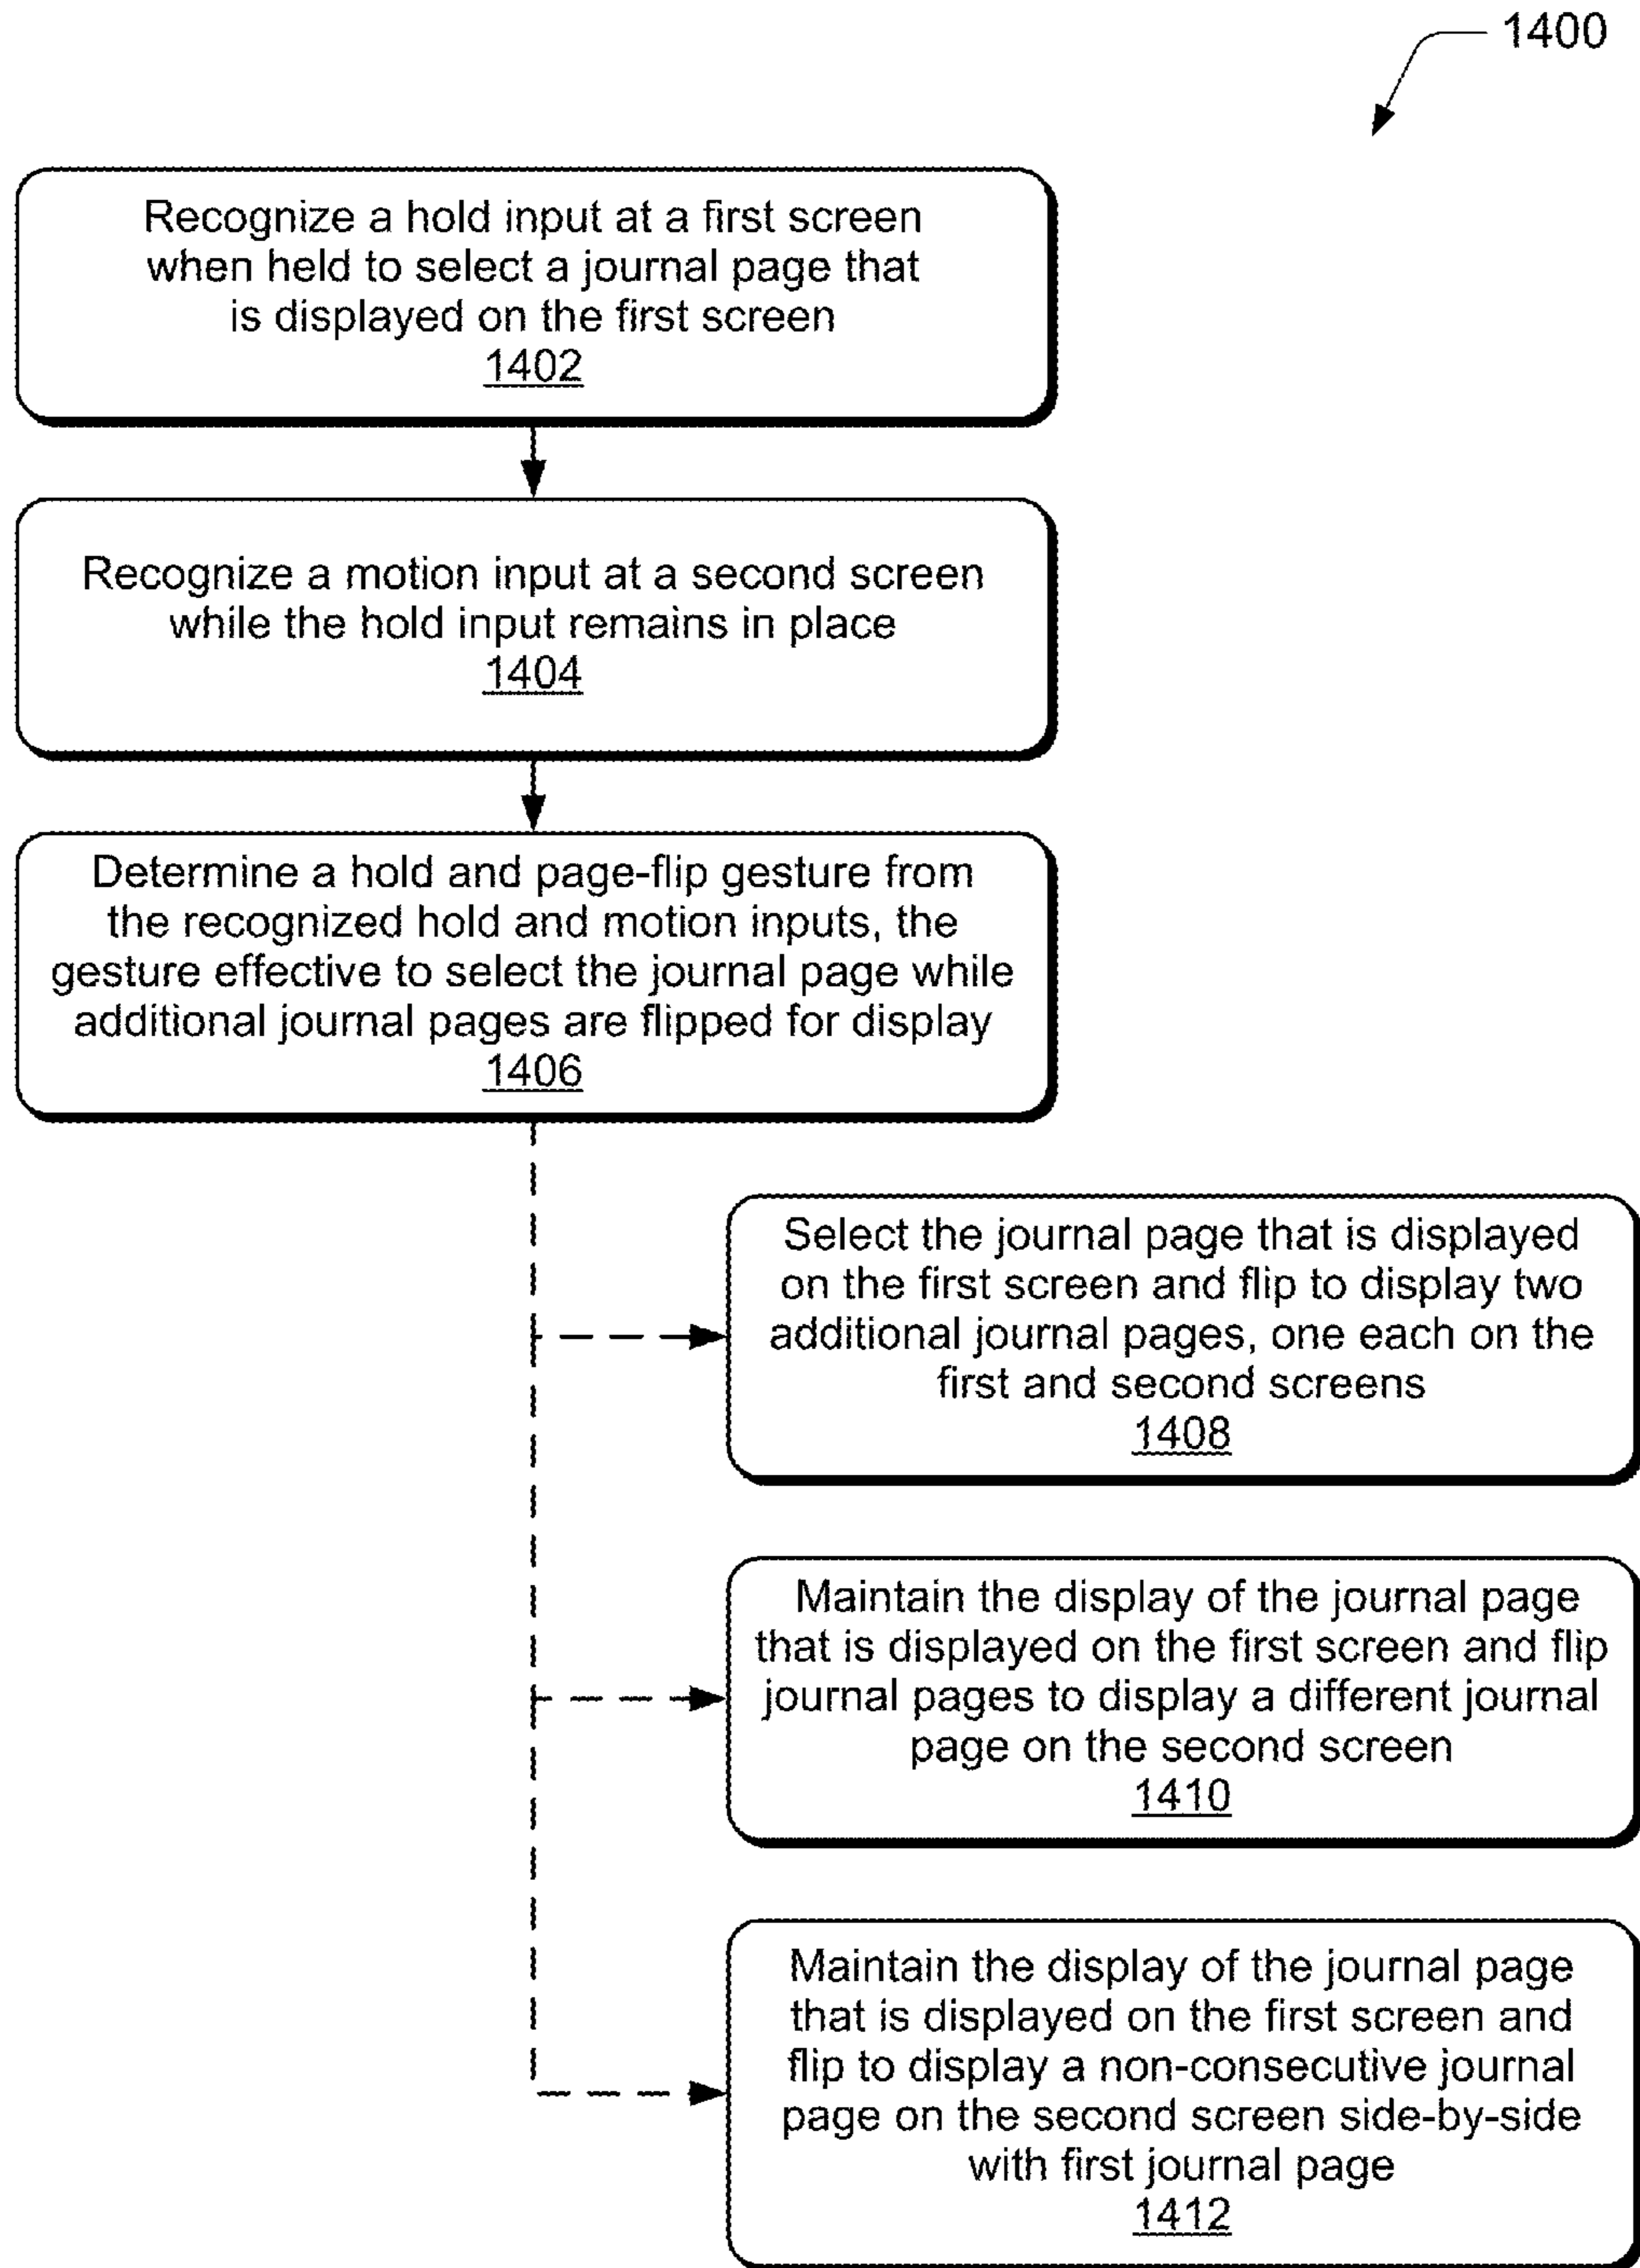 1400
Recognize a hold input at a first screen
when held to select a journal page that
is displayed on the first screen
1402
Recognize a motion input at a second screen
while the hold input remains in place
1404
Determine a hold and page-flip gesture from
the recognized hold and motion inputs, the
gesture effective to select the journal page while
additional journal pages are flipped for display
1406
Select the journal page that is displayed
on the first screen and flip to display two
additional journal pages, one each on the
first and second screens
1408
Maintain the display of the journal page
that is displayed on the first screen and flip
journal pages to display a different journal
page on the second screen
1410
Maintain the display of the journal page
that is displayed on the first screen and
flip to display a non-consecutive journal
page on the second screen side-by-side
with first journal page
1412